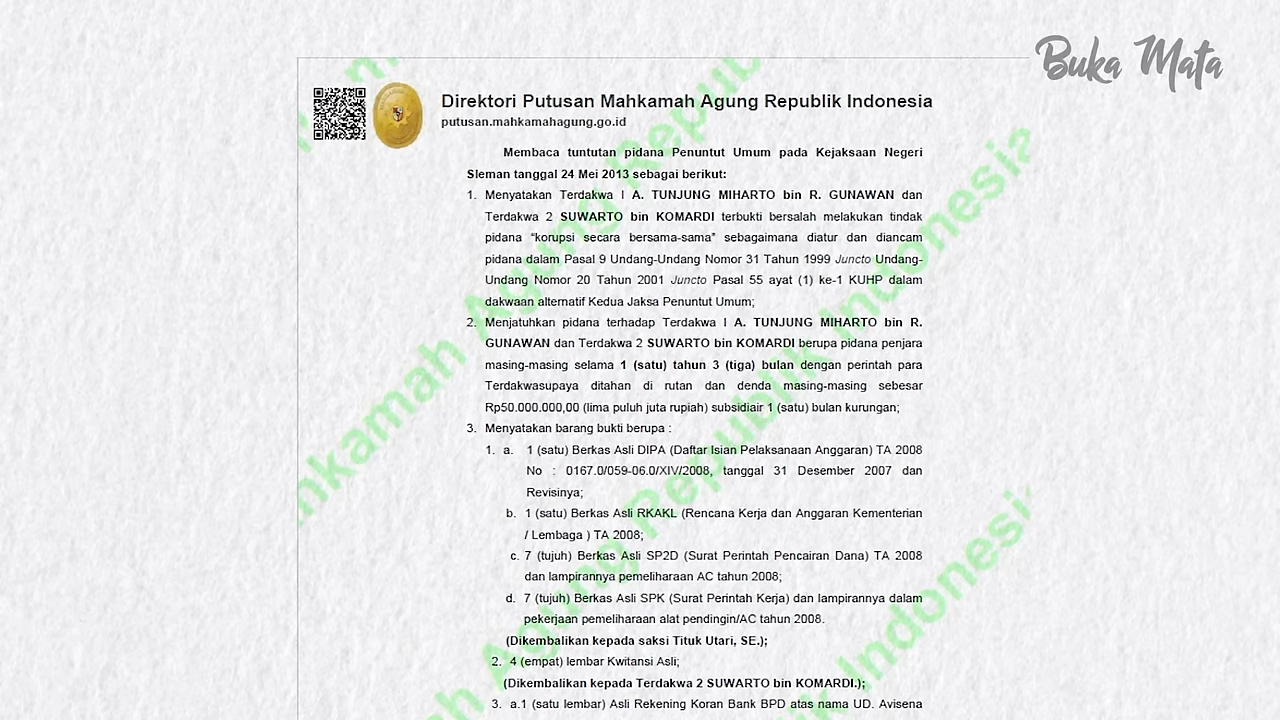 Buka Mata
Direktori Putusan Mahkamah Agung Republik Indonesia
putusan.mahkamahagung.go.id
Membaca tuntutan pidana Penuntut Umum pada Kejaksaan Negeri
Sleman tanggal 24 Mei 2013 sebagai berikut:
1. Menyatakan Terdakwa I A. TUNJUNG MIHARTO bin R. GUNAWAN dan
Terdakwa 2 SUWARTO bin KOMARDI terbukti bersalah melakukan tindak
pidana “korupsi secara bersama-sama” sebagaimana diatur dan diancam
pidana dalam Pasal 9 Undang-Undang Nomor 31 Tahun 1999 Juncto Undang-
Undang Nomor 20 Tahun 2001 Juncto Pasal 55 ayat (1) ke-1 KUHP dalam
dakwaan alternatif Kedua Jaksa Penuntut Umum;
2. Menjatuhkan pidana terhadap Terdakwa I A. TUNJUNG MIHARTO bin R.
GUNAWAN dan Terdakwa 2 SUWARTO bin KOMARDI berupa pidana penjara
masing-masing selama 1 (satu) tahun 3 (tiga) bulan dengan perintah para
Terdakwasupaya ditahan di rutan dan denda masing-masing sebesar
Rp50.000.000,00 (lima puluh juta rupiah) subsidiair 1 (satu) bulan kurungan;
3. Menyatakan barang bukti berupa :
1. a. 1 (satu) Berkas Asli DIPA (Daftar Isian Pelaksanaan Anggaran) TA 2008
No : 0167.0/059-06.0/XIV/2008, tanggal 31 Desember 2007 dan
Revisinya;
b. 1 (satu) Berkas Asli RKAKL (Rencana Kerja dan Anggaran Kementerian
/ Lembaga ) TA 2008;
c. 7 (tujuh) Berkas Asli SP2D (Surat Perintah Pencairan Dana) TA 2008
dan lampirannya pemeliharaan AC tahun 2008;
d. 7 (tujuh) Berkas Asli SPK (Surat Perintah Kerja) dan lampirannya dalam
pekerjaan pemeliharaan alat pendingin/AC tahun 2008.
(Dikembalikan kepada saksi Tituk Utari, SE.);
2. 4 (empat) lembar Kwitansi Asli;
(Dikembalikan kepada Terdakwa 2 SUWARTO bin KOMARDI.);
3. a.1 (satu lembar) Asli Rekening Koran Bank BPD atas nama UD. Avisena